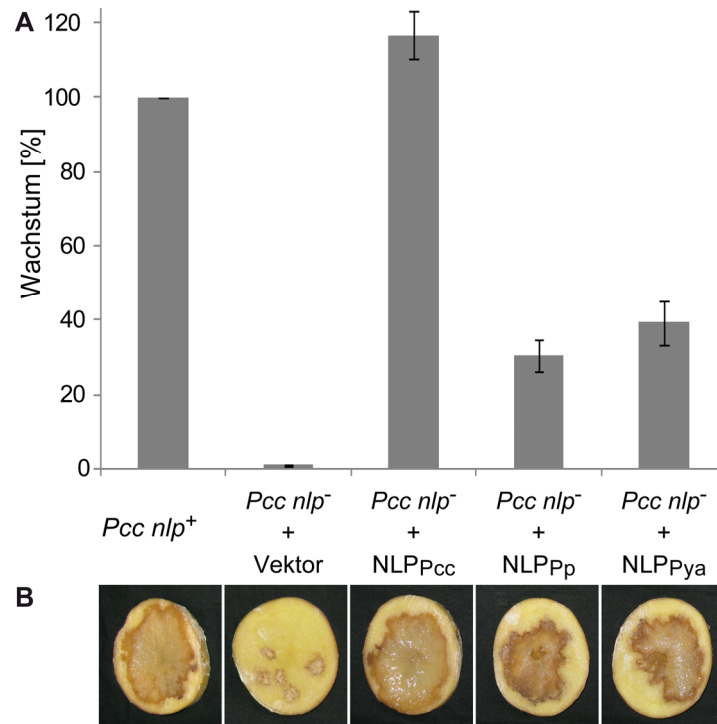 A
Wachstum [%]
120
100
80
60
40
20
0
Pcc nlp⁺
Pcc nlp⁻
+
Vektor
Pcc nlp⁻
+
NLPPcc
Pcc nlp⁻
+
NLPPp
Pcc nlp⁻
+
NLPPya
B